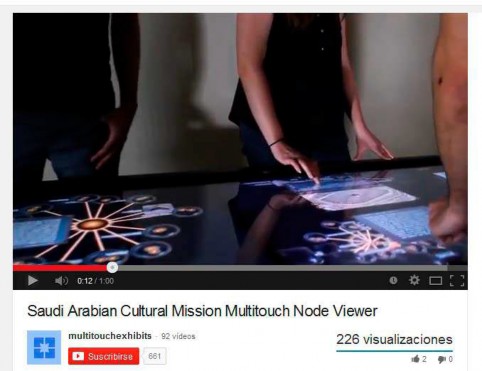 0:12 / 1:00
Saudi Arabian Cultural Mission Multitouch Node Viewer
multitouchexhibits · 92 vídeos
Suscribirse 661
226 visualizaciones
2 0